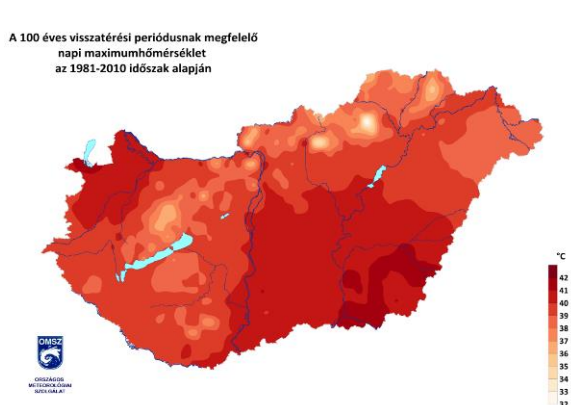 A 100 éves visszatérési periódusnak megfelelő
napi maximumhőmérséklet
az 1981-2010 időszak alapján
°C
42
41
40
39
38
37
36
35
34
33
32
OMSZ
ORSZÁGOS
METEOROLÓGIAI
SZOLGÁLAT